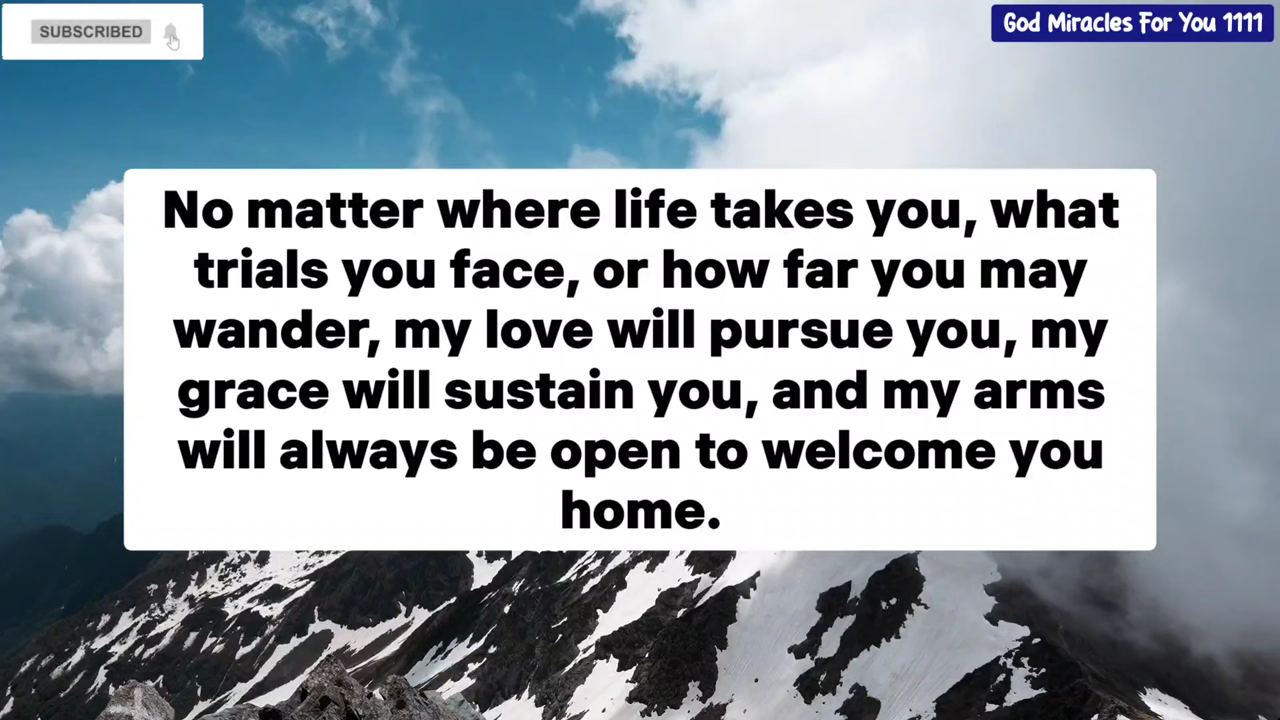 SUBSCRIBED
God Miracles For You 1111
No matter where life takes you, what
trials you face, or how far you may
wander, my love will pursue you, my
grace will sustain you, and my arms
will always be open to welcome you
home.